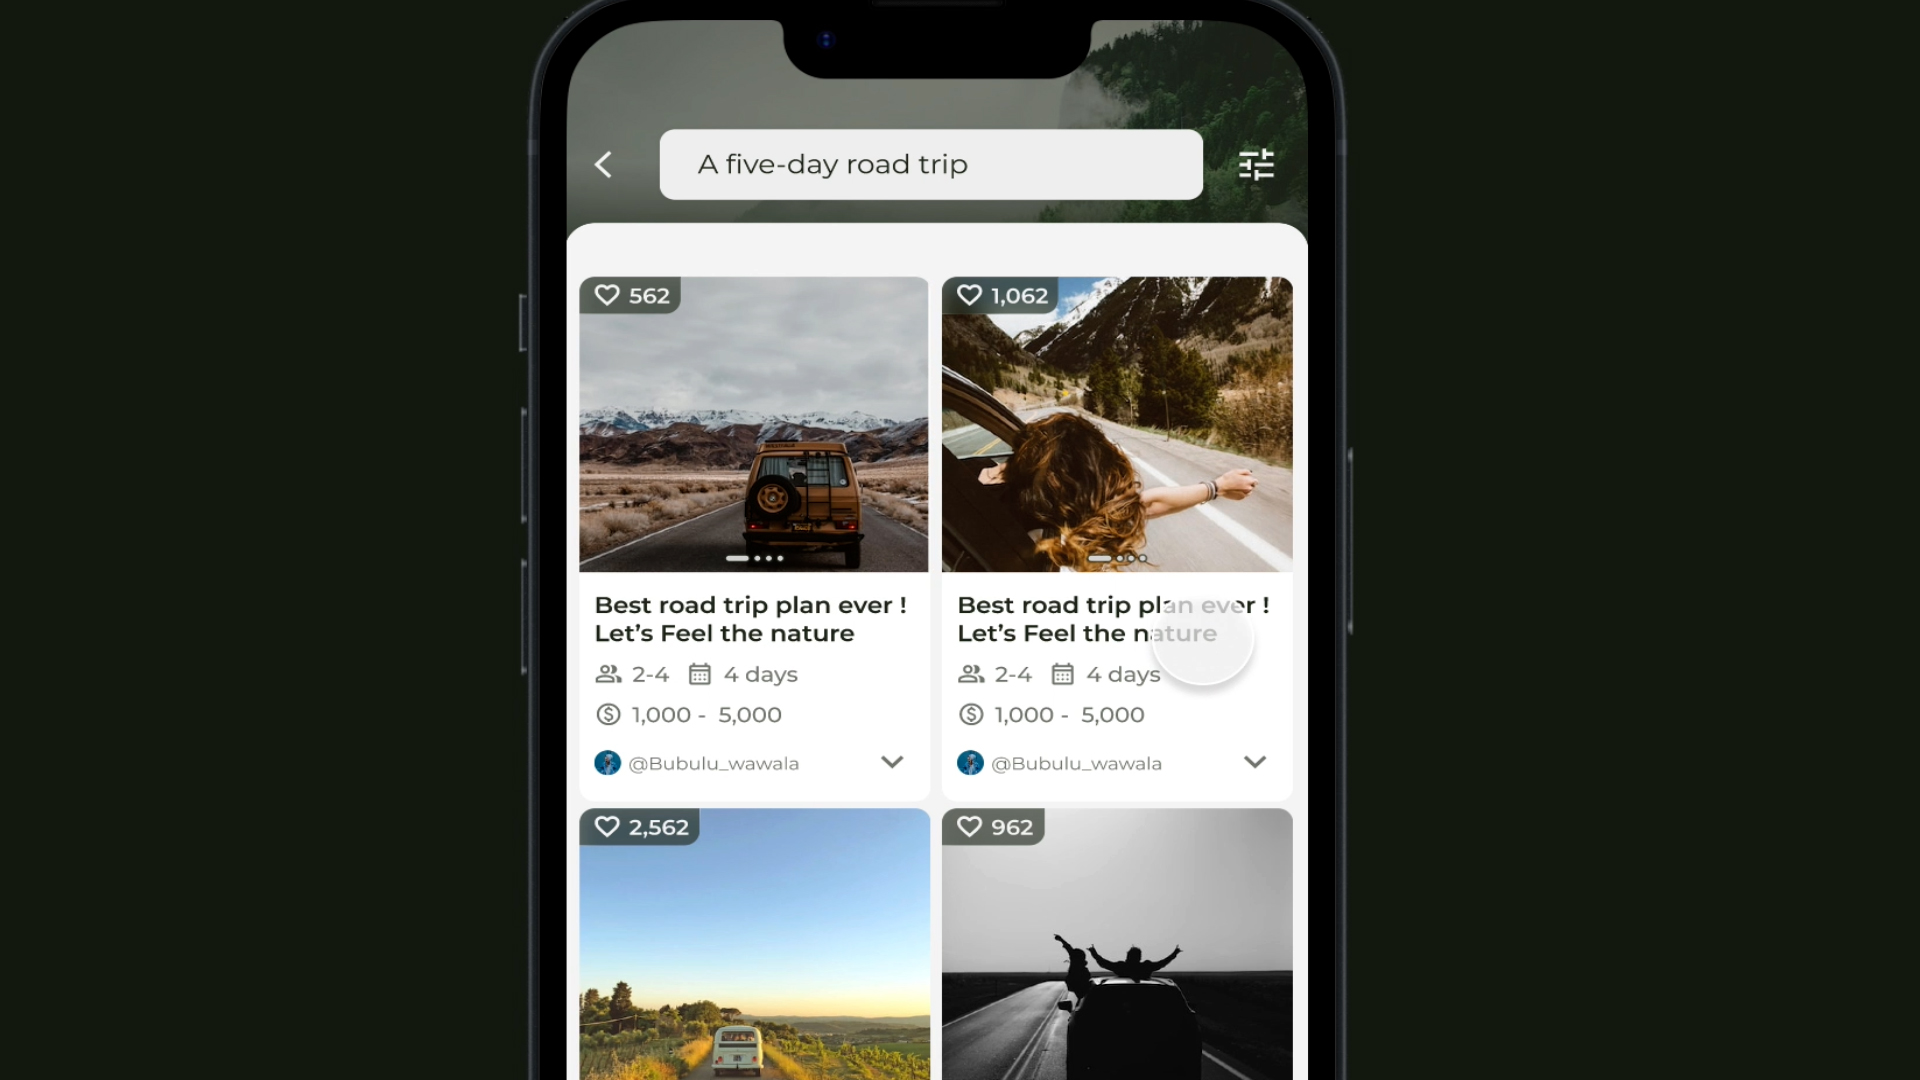 A five-day road trip
562
1,062
Best road trip plan ever !
Let’s Feel the nature
2-4 4 days
1,000 - 5,000
@Bubulu_wawala
Best road trip plan ever !
Let’s Feel the nature
2-4 4 days
1,000 - 5,000
@Bubulu_wawala
2,562
962